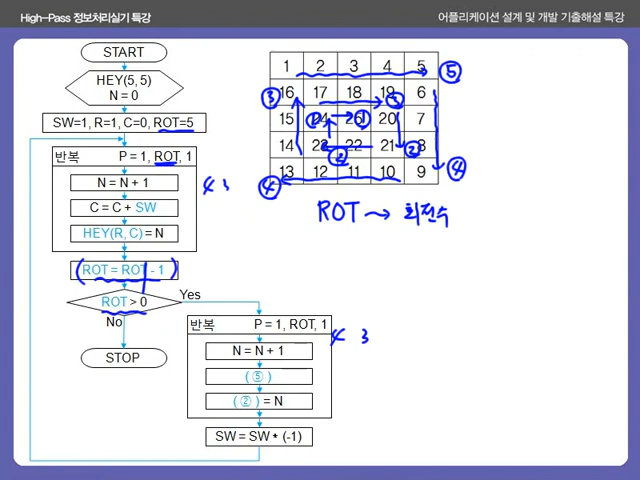 High-Pass 정보처리실기 특강
어플리케이션 설계 및 개발 기출해설 특강
START
HEY(5, 5)
N = 0
SW=1, R=1, C=0, ROT=5
반복 P = 1, ROT, 1
N = N + 1
C = C + SW
HEY(R, C) = N
ROT = ROT - 1
ROT > 0
Yes
No
STOP
반복 P = 1, ROT, 1
N = N + 1
(⑤)
(②) = N
SW = SW * (-1)
4 3
4 3
1 2 3 4 5 ⑤
16 17 18 19 6
15 24 25 20 7
14 23 22 21 8
13 12 11 10 9
③ ③
② ① ①
② ②
④ ④
ROT → 회전수